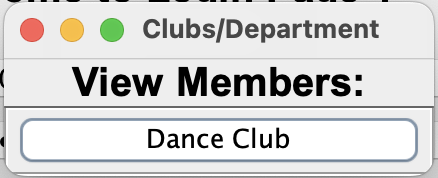 Clubs/Department
View Members:
Dance Club